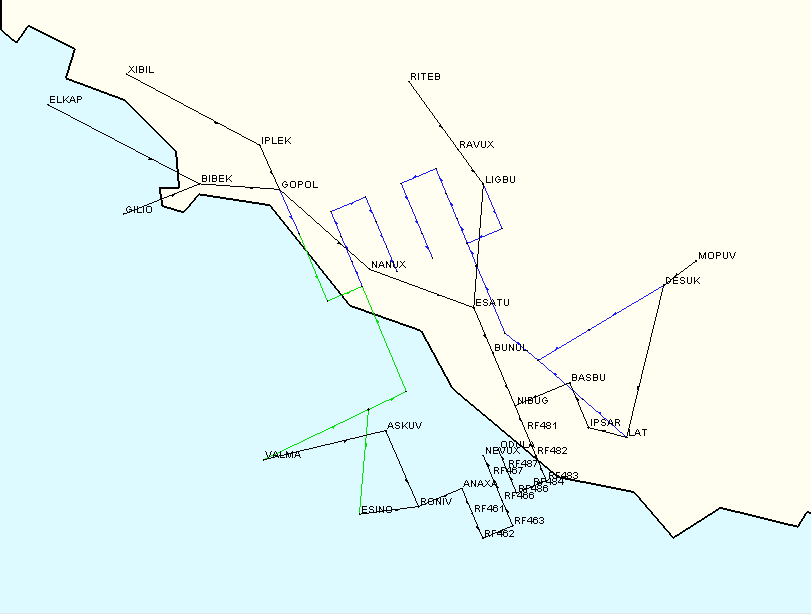 XIBIL
RITEB
ELKAP
IPLEK
RAVUX
BIBEK
GOPOL
LIGBU
GILIO
MOPUV
NANUX
DESUK
ESATU
BUNUL
BASBU
NIBUG
ASKUV
RF481
IPSAR
LAT
ODULA
NEVUX
RF482
VALMA
RF487
RF467
RF483
RF484
ANAXA
RF486
RF466
RONIV
ESINO
RF461
RF463
RF462